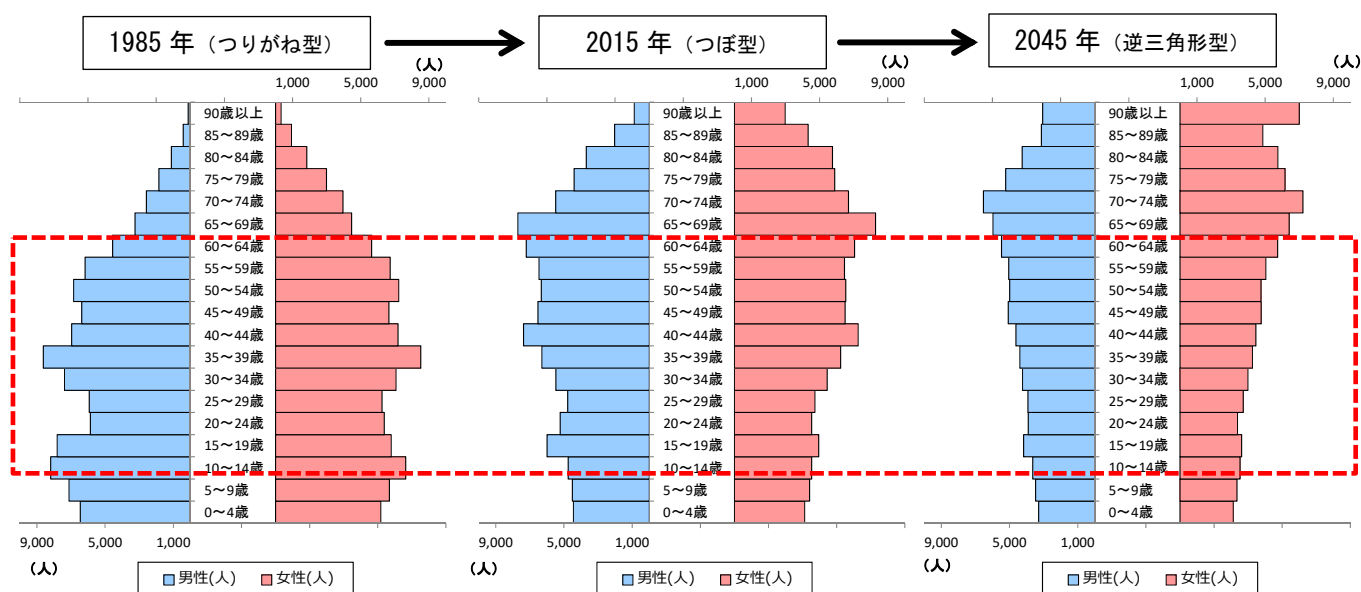 1985 年（つりがね型）
2015 年（つぼ型）
2045 年（逆三角形型）
(人)
1,000 5,000 9,000
(人)
1,000 5,000 9,000
(人)
1,000 5,000 9,000
90歳以上
85～89歳
80～84歳
75～79歳
70～74歳
65～69歳
60～64歳
55～59歳
50～54歳
45～49歳
40～44歳
35～39歳
30～34歳
25～29歳
20～24歳
15～19歳
10～14歳
5～9歳
0～4歳
9,000 5,000 1,000
(人)
男性(人) 女性(人)
90歳以上
85～89歳
80～84歳
75～79歳
70～74歳
65～69歳
60～64歳
55～59歳
50～54歳
45～49歳
40～44歳
35～39歳
30～34歳
25～29歳
20～24歳
15～19歳
10～14歳
5～9歳
0～4歳
9,000 5,000 1,000
(人)
男性(人) 女性(人)
90歳以上
85～89歳
80～84歳
75～79歳
70～74歳
65～69歳
60～64歳
55～59歳
50～54歳
45～49歳
40～44歳
35～39歳
30～34歳
25～29歳
20～24歳
15～19歳
10～14歳
5～9歳
0～4歳
9,000 5,000 1,000
(人)
男性(人) 女性(人)